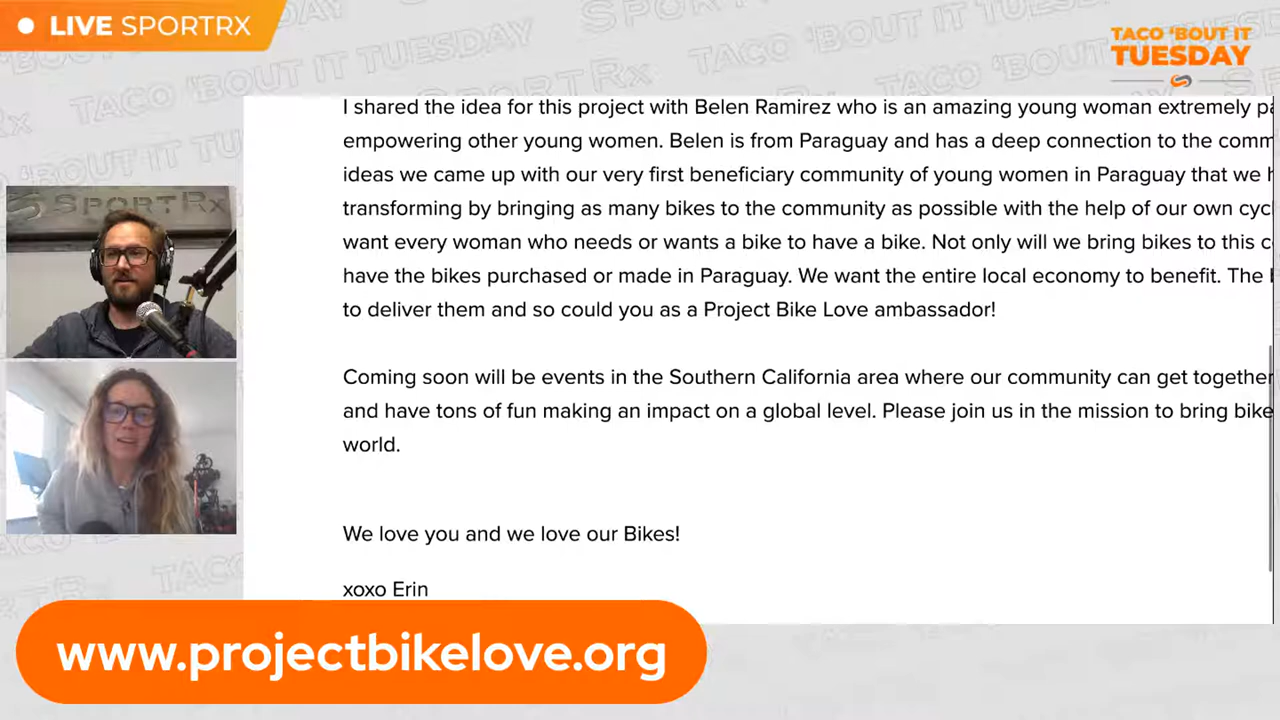 LIVE SPORTRX
TACO 'BOUT IT
TUESDAY
SPORTRX
I shared the idea for this project with Belen Ramirez who is an amazing young woman extremely
empowering other young women. Belen is from Paraguay and has a deep connection to the
ideas we came up with our very first beneficiary community of young women in Paraguay that we
transforming by bringing as many bikes to the community as possible with the help of our own
want every woman who needs or wants a bike to have a bike. Not only will we bring bikes to this
have the bikes purchased or made in Paraguay. We want the entire local economy to benefit. The
to deliver them and so could you as a Project Bike Love ambassador!
Coming soon will be events in the Southern California area where our community can get together
and have tons of fun making an impact on a global level. Please join us in the mission to bring
world.
We love you and we love our Bikes!
xoxo Erin
www.projectbikelove.org